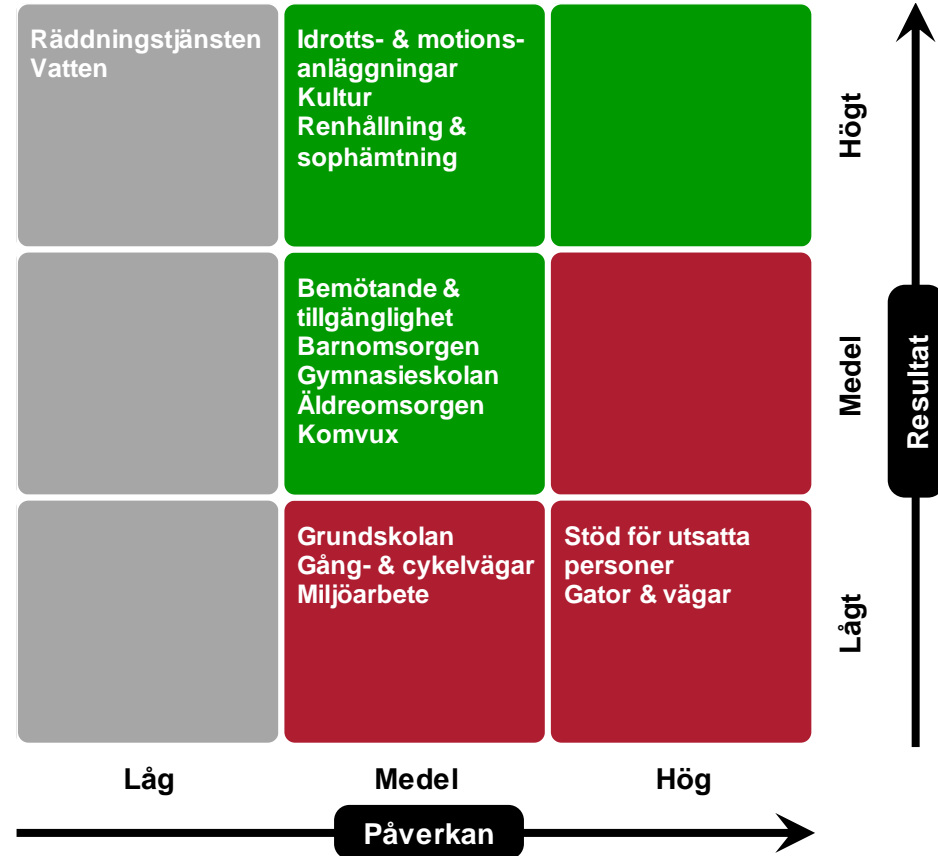 Räddningstjänsten
Vatten
Idrotts- & motions-
anläggningar
Kultur
Renhållning &
sophämtning
Högt
Bemötande &
tillgänglighet
Barnomsorgen
Gymnasieskolan
Äldreomsorgen
Komvux
Medel
Resultat
Grundskolan
Gång- & cykelvägar
Miljöarbete
Stöd för utsatta
personer
Gator & vägar
Lågt
Låg
Medel
Hög
Påverkan